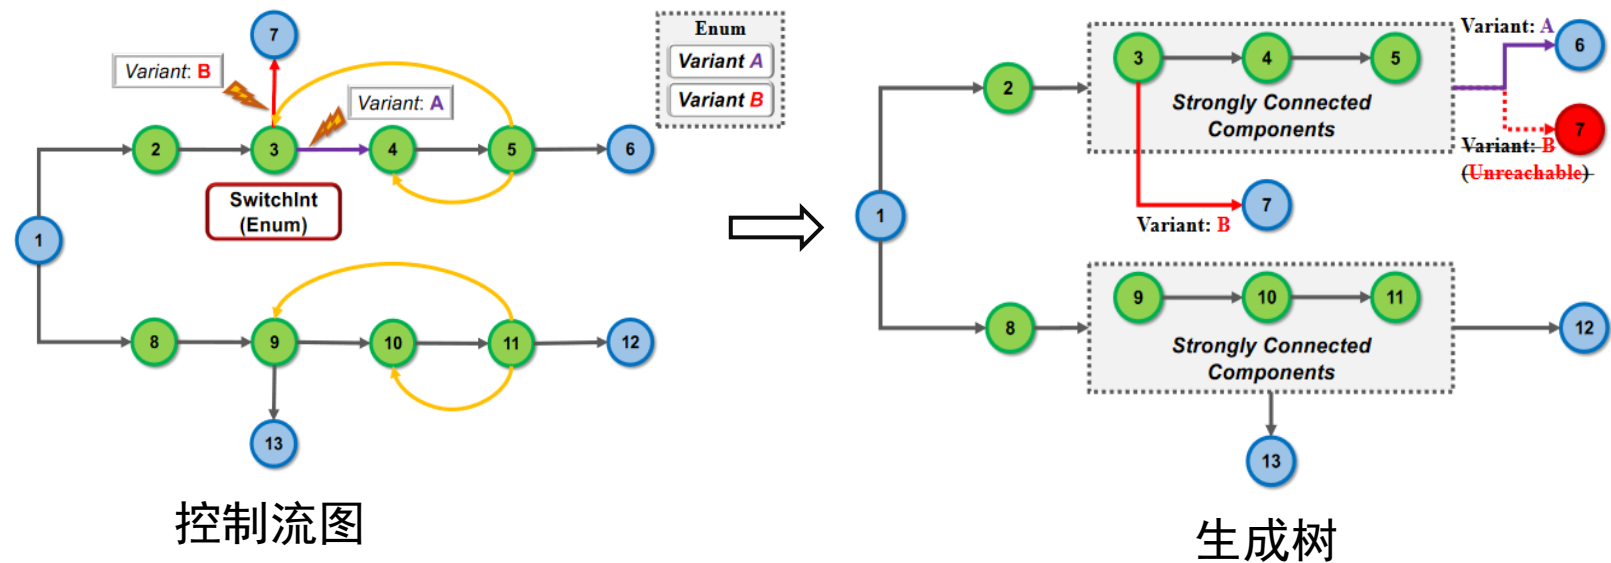 7
Variant: B
Variant: A
2
3
4
5
6
SwitchInt
(Enum)
1
8
9
10
11
12
13
控制流图
Enum
Variant A
Variant B
1
2
3
4
5
Strongly Connected
Components
Variant: A
6
7
Variant: B
(Unreachable)
7
Variant: B
8
9
10
11
Strongly Connected
Components
12
13
生成树